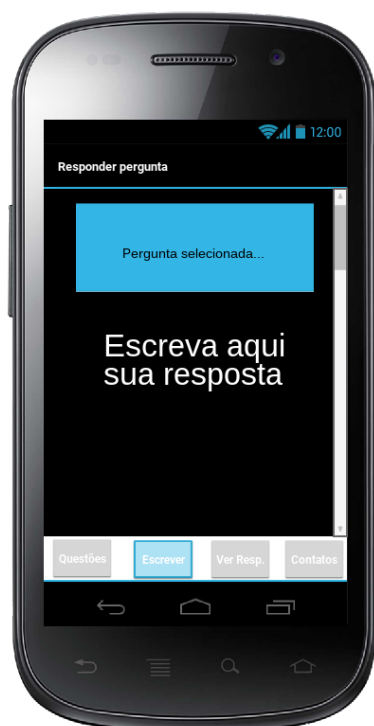 12:00
Responder pergunta
Pergunta selecionada...
Escreva aqui
sua resposta
Questões Escrever Ver Resp. Contatos